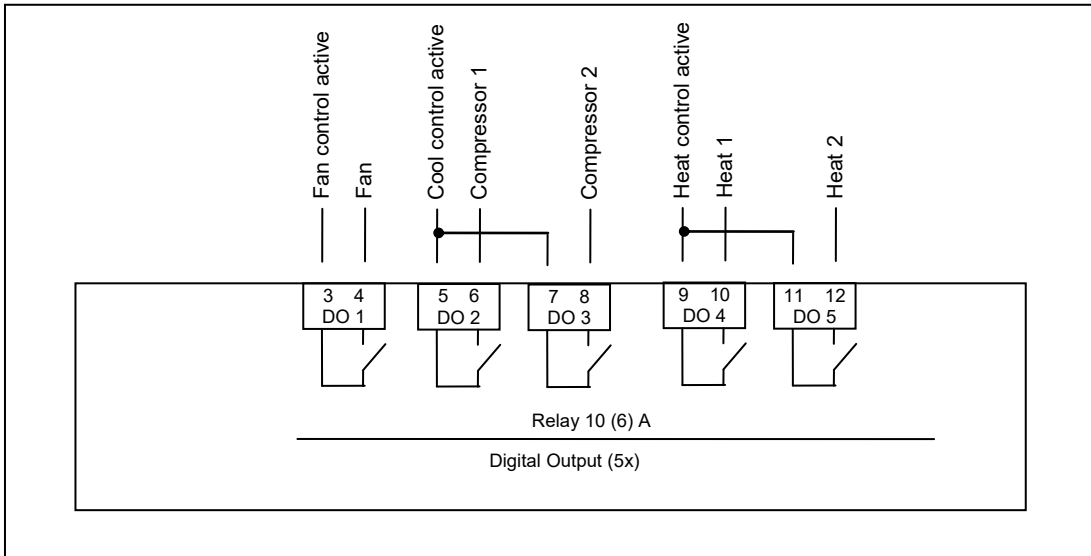 Fan control active
Fan
Cool control active
Compressor 1
Compressor 2
Heat control active
Heat 1
Heat 2
3 4
DO 1
5 6
DO 2
7 8
DO 3
9 10
DO 4
11 12
DO 5
Relay 10 (6) A
Digital Output (5x)